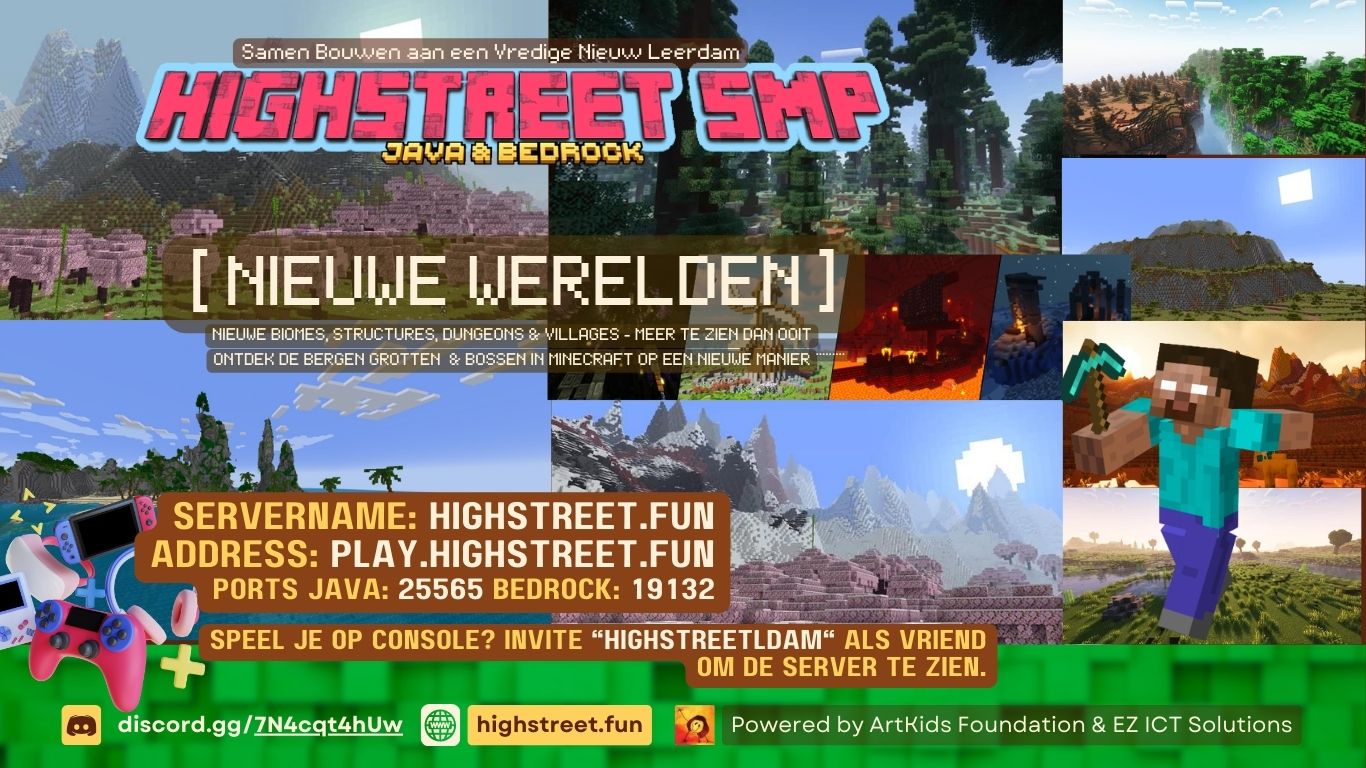 Samen Bouwen aan een Vredige Nieuw Leerdam
HIGHSTREET SMP
JAVA & BEDROCK
[ NIEUWE WERELDEN ]
NIEUWE BIOMES, STRUCTURES, DUNGEONS & VILLAGES - MEER TE ZIEN DAN OOIT
ONTDEK DE BERGEN GROTTEN & BOSSEN IN MINECRAFT OP EEN NIEUWE MANIER
SERVERNAME: HIGHSTREET.FUN
ADDRESS: PLAY.HIGHSTREET.FUN
PORTS JAVA: 25565 BEDROCK: 19132
SPEEL JE OP CONSOLE? INVITE “HIGHSTREETLDAM“ ALS VRIEND
OM DE SERVER TE ZIEN.
discord.gg/7N4cqt4hUw
WWW
highstreet.fun
Powered by ArtKids Foundation & EZ ICT Solutions